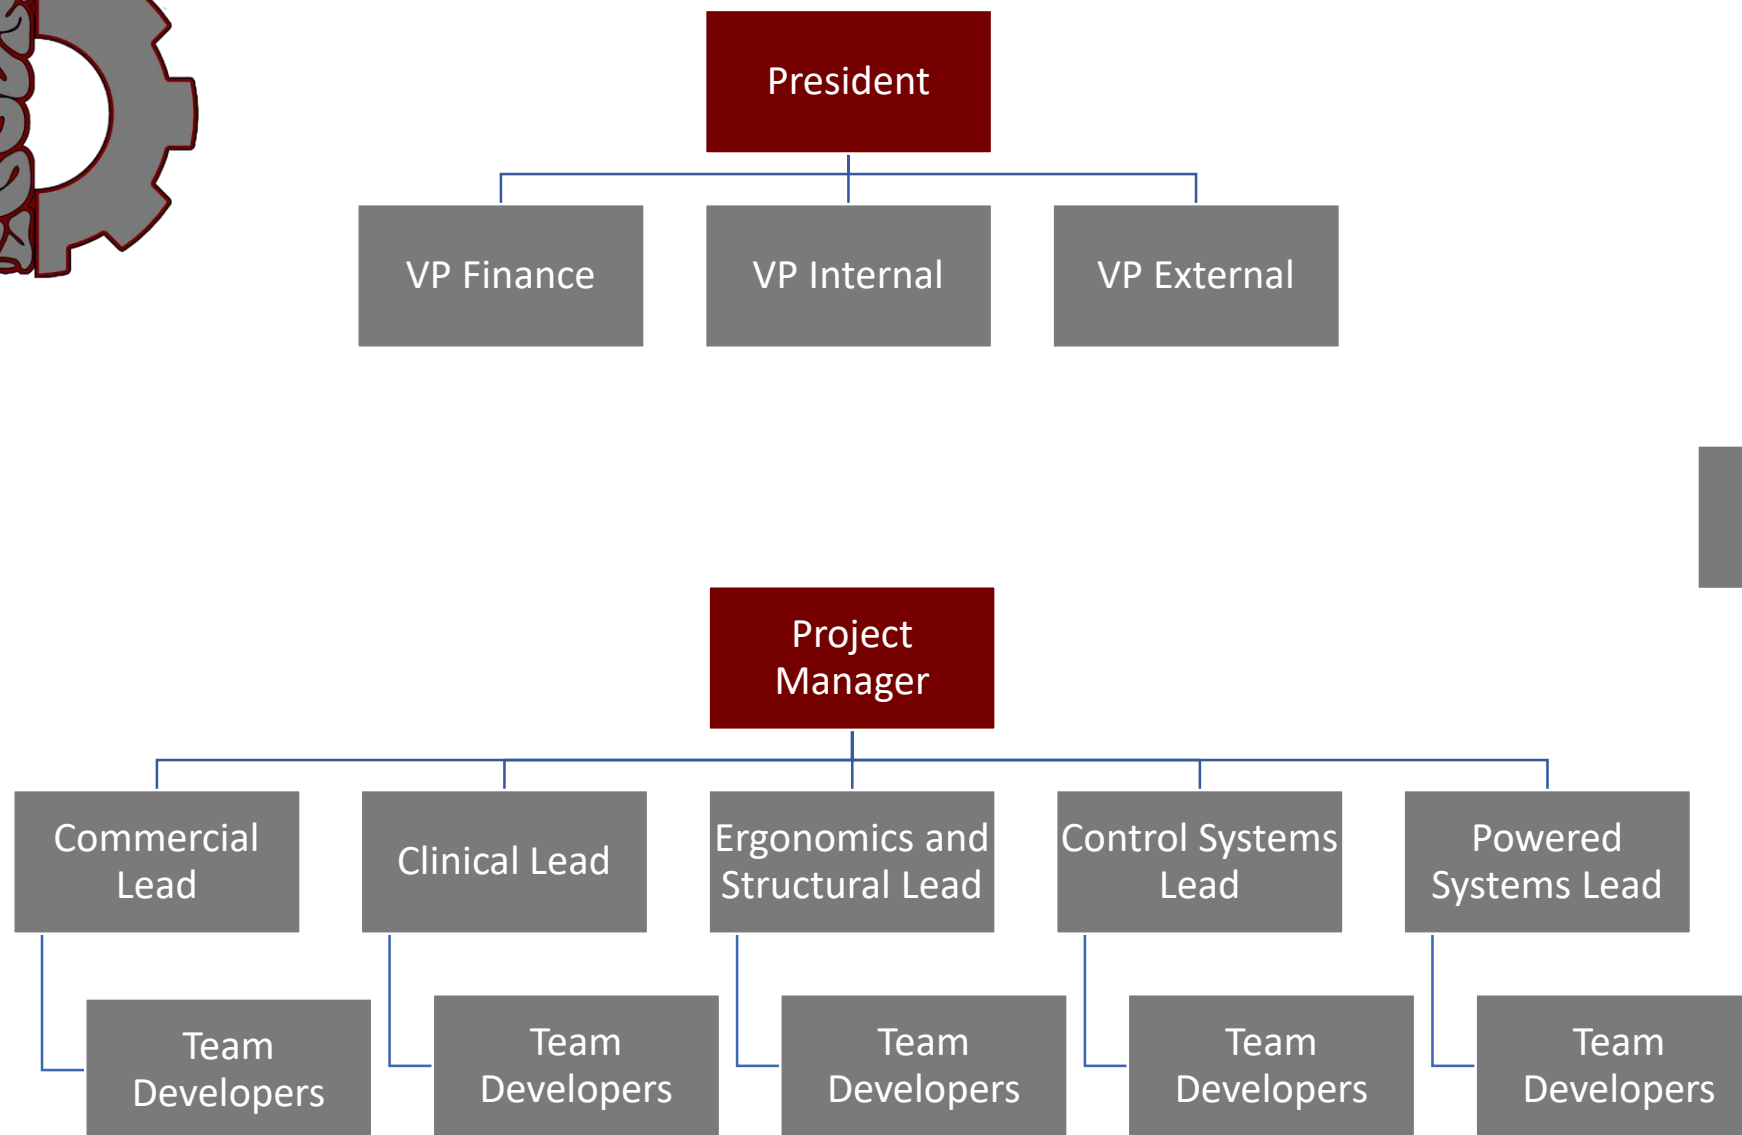 President
VP Finance
VP Internal
VP External
Project
Manager
Commercial
Lead
Clinical Lead
Ergonomics and
Structural Lead
Control Systems
Lead
Powered
Systems Lead
Team
Developers
Team
Developers
Team
Developers
Team
Developers
Team
Developers